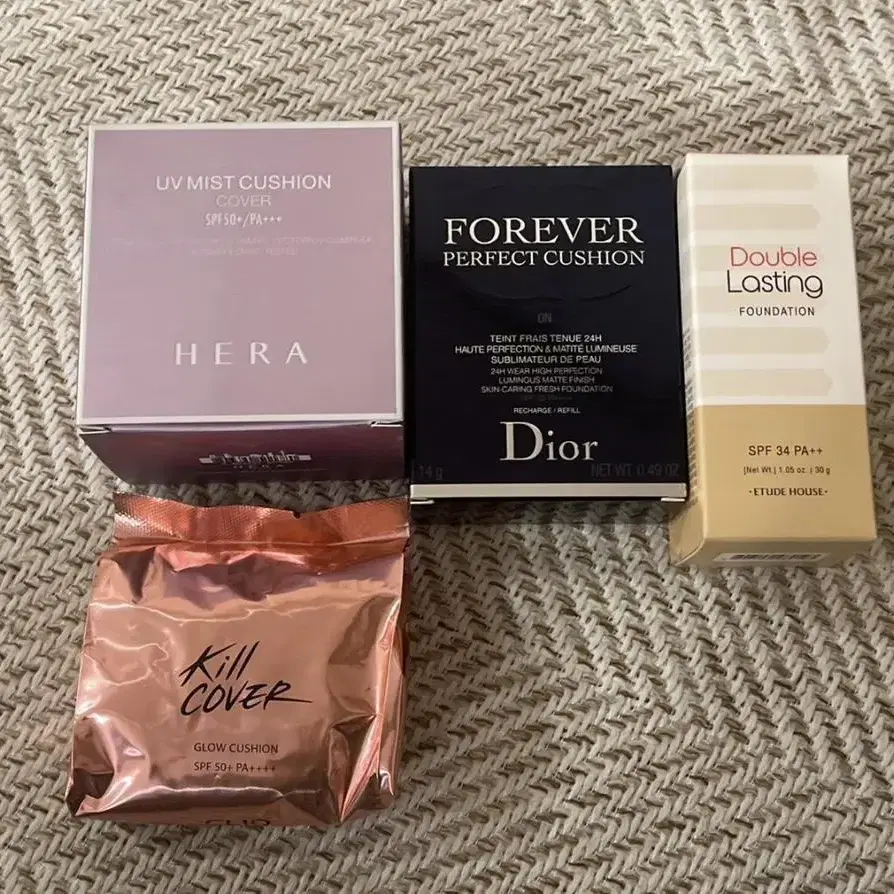 UV MIST CUSHION
COVER
SPF50+/PA+++
HERA
HERA
FOREVER
PERFECT CUSHION
TEINT FRAIS TENUE 24H
HAUTE PERFECTION & MATITÉ LUMINEUSE
SUBLIMATEUR DE PEAU
24H WEAR HIGH PERFECTION
LUMINOUS MATTE FINISH
SKIN-CARING FRESH FOUNDATION
RECHARGE / REFILL
Dior
14 g NET WT. 0.49 OZ
Double
Lasting
FOUNDATION
SPF 34 PA++
[Net Wt.] 1.05 oz. / 30 g
·ETUDE HOUSE·
Kill
COVER
GLOW CUSHION
SPF 50+ PA++++
CLIO